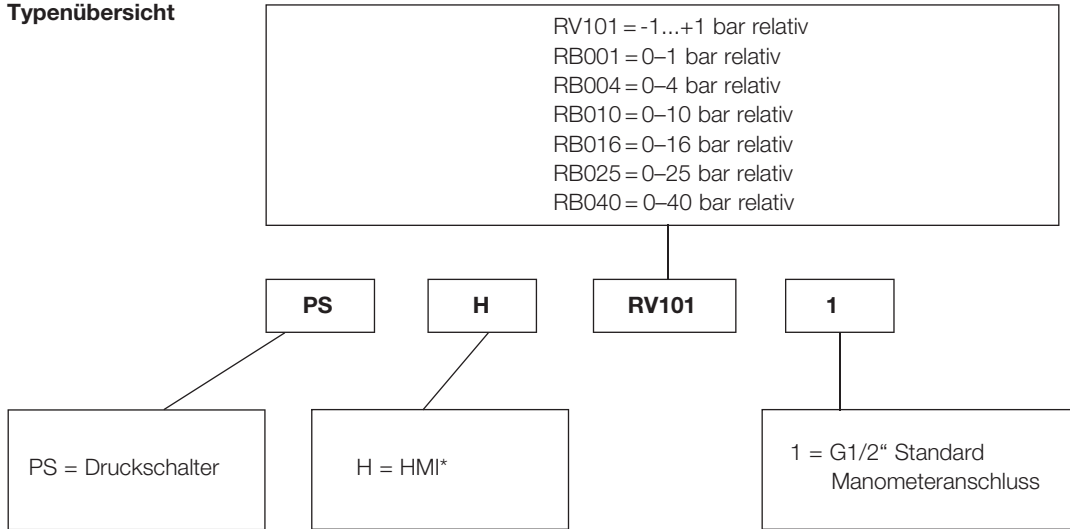 Typenübersicht
RV101 = -1...+1 bar relativ
RB001 = 0–1 bar relativ
RB004 = 0–4 bar relativ
RB010 = 0–10 bar relativ
RB016 = 0–16 bar relativ
RB025 = 0–25 bar relativ
RB040 = 0–40 bar relativ
PS H RV101 1
PS = Druckschalter
H = HMI*
1 = G1/2“ Standard
Manometeranschluss